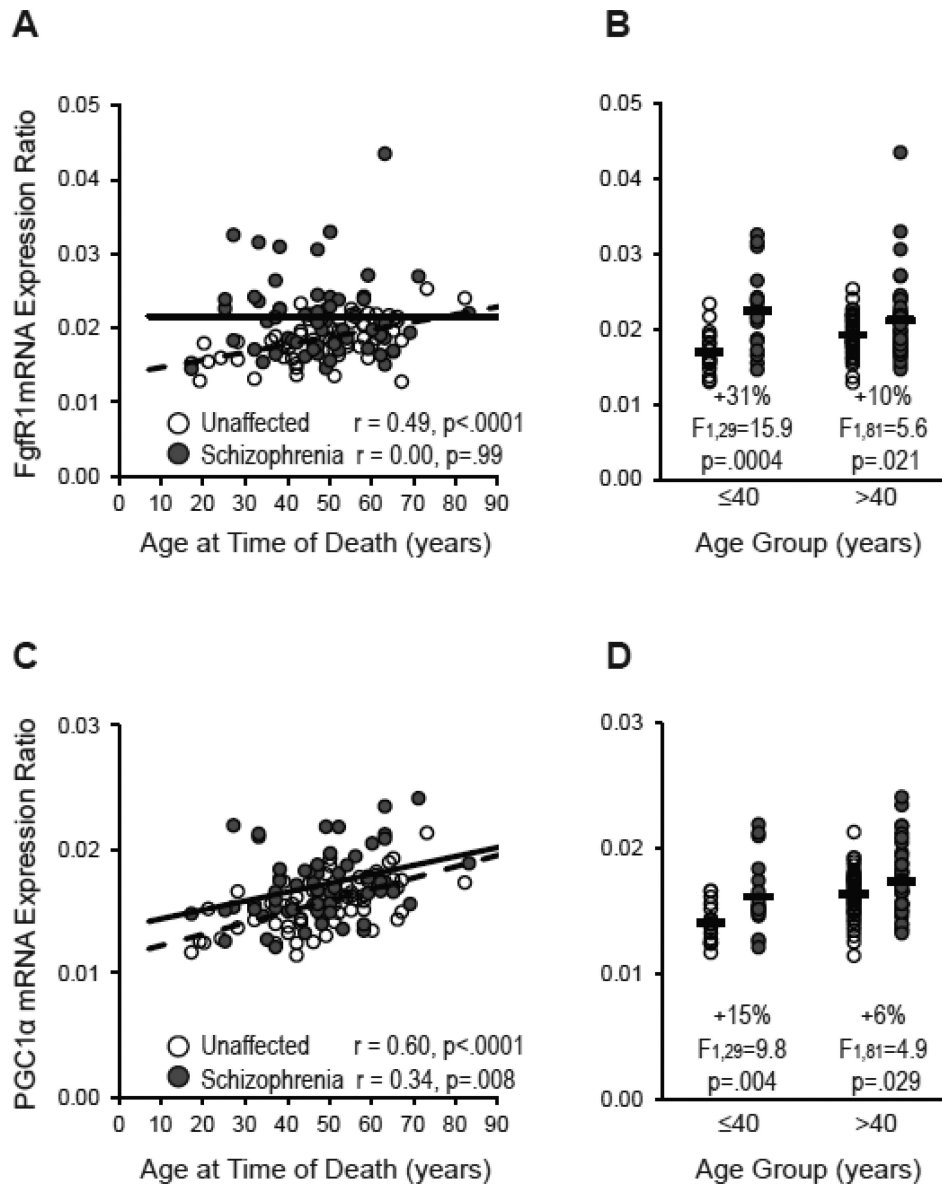 A
FgfR1 mRNA Expression Ratio
0.05
0.04
0.03
0.02
0.01
0.00
Unaffected r = 0.49, p<.0001
Schizophrenia r = 0.00, p=.99
0 10 20 30 40 50 60 70 80 90
Age at Time of Death (years)
B
0.05
0.04
0.03
0.02
0.01
0.00
+31% +10%
F1,29=15.9 F1,81=5.6
p=.0004 p=.021
≤40 >40
Age Group (years)
C
PGC1α mRNA Expression Ratio
0.03
0.02
0.01
0.00
Unaffected r = 0.60, p<.0001
Schizophrenia r = 0.34, p=.008
0 10 20 30 40 50 60 70 80 90
Age at Time of Death (years)
D
0.03
0.02
0.01
0.00
+15% +6%
F1,29=9.8 F1,81=4.9
p=.004 p=.029
≤40 >40
Age Group (years)